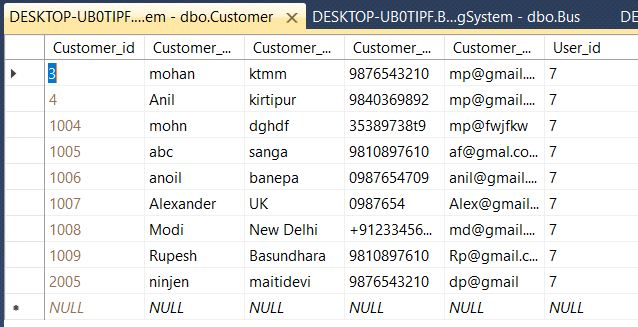 DESKTOP-UB0TIPF....em - dbo.Customer DESKTOP-UB0TIPF.B...gSystem - dbo.Bus DE
Customer_id Customer_... Customer_... Customer_... Customer_... User_id
3 mohan ktmm 9876543210 mp@gmail.... 7
4 Anil kirtipur 9840369892 mp@gmail.... 7
1004 mohn dghdf 35389738t9 mp@fwjfkw 7
1005 abc sanga 9810897610 af@gmal.co... 7
1006 anoil banepa 0987654709 anil@gmail.... 7
1007 Alexander UK 0987654 Alex@gmail... 7
1008 Modi New Delhi +91233456... md@gmail.... 7
1009 Rupesh Basundhara 9810897610 Rp@gmail.c... 7
2005 ninjen maitidevi 9876543210 dp@gmail 7
NULL NULL NULL NULL NULL NULL